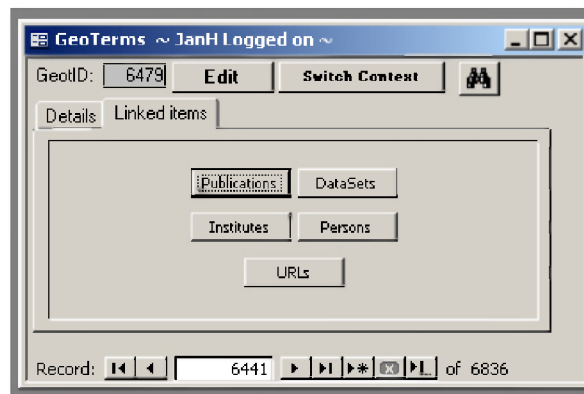 GeoTerms ~ JanH Logged on ~
GeotID: 6479 Edit Switch Context
Details Linked items
Publications DataSets
Institutes Persons
URLs
Record: 6441 of 6836